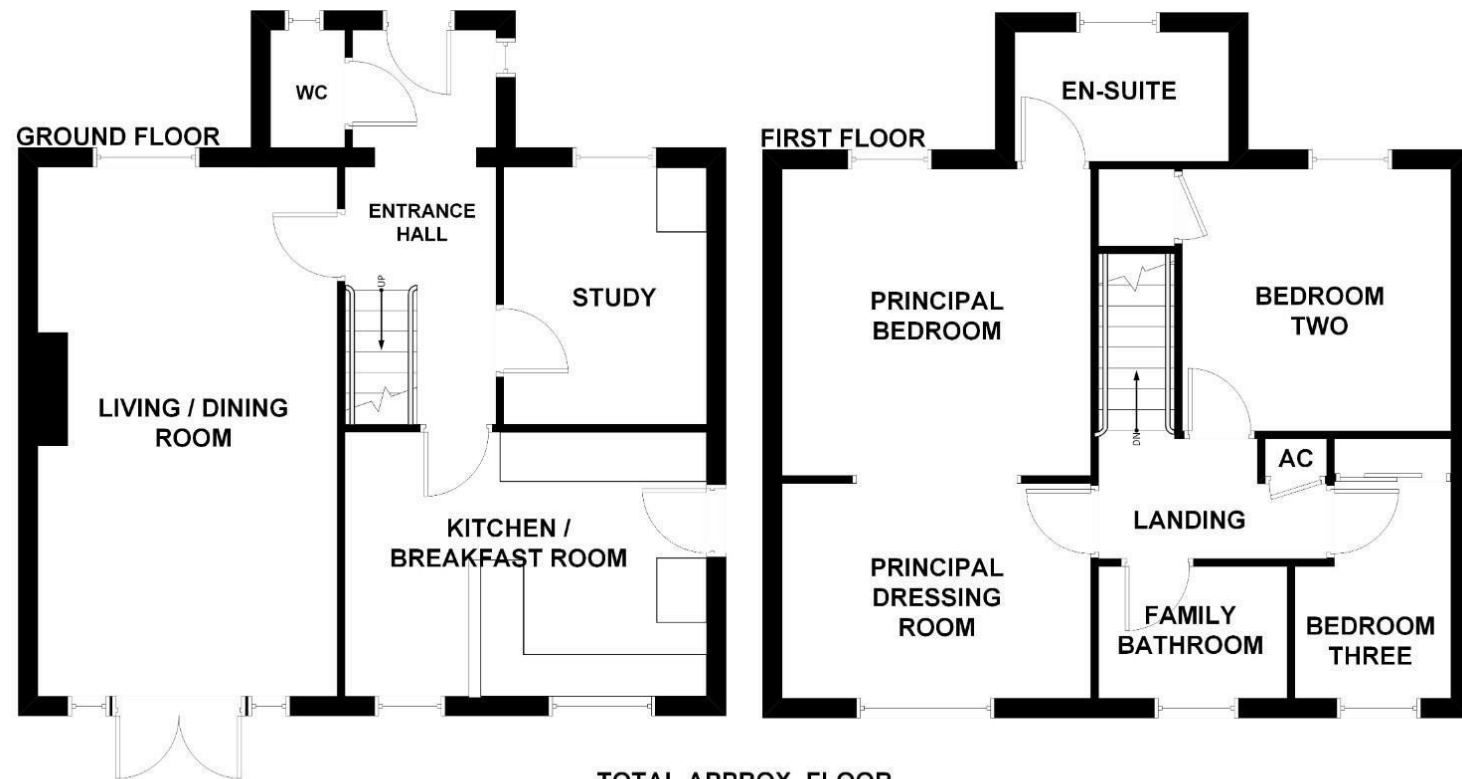 GROUND FLOOR
WC
ENTRANCE
HALL
UP
STUDY
LIVING / DINING
ROOM
KITCHEN /
BREAKFAST ROOM
FIRST FLOOR
EN-SUITE
PRINCIPAL
BEDROOM
BEDROOM
TWO
DN
AC
LANDING
PRINCIPAL
DRESSING
ROOM
FAMILY
BATHROOM
BEDROOM
THREE
TOTAL APPROX. FLOOR